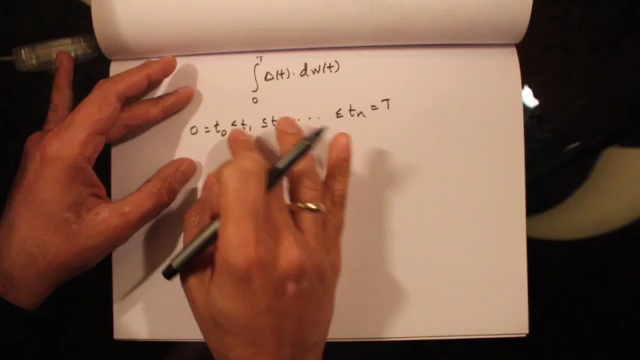 ∫₀ᵀ Δ(t). dW(t)
0 = t₀ ≤ t₁ ≤ t ... ≤ tₙ = T